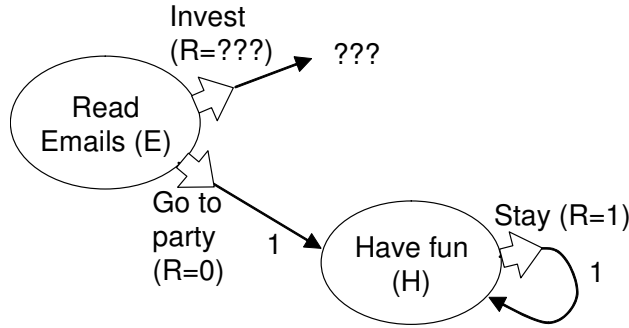 Invest
(R=???)
???
Read
Emails (E)
Go to
party
(R=0)
1
Have fun
(H)
Stay (R=1)
1